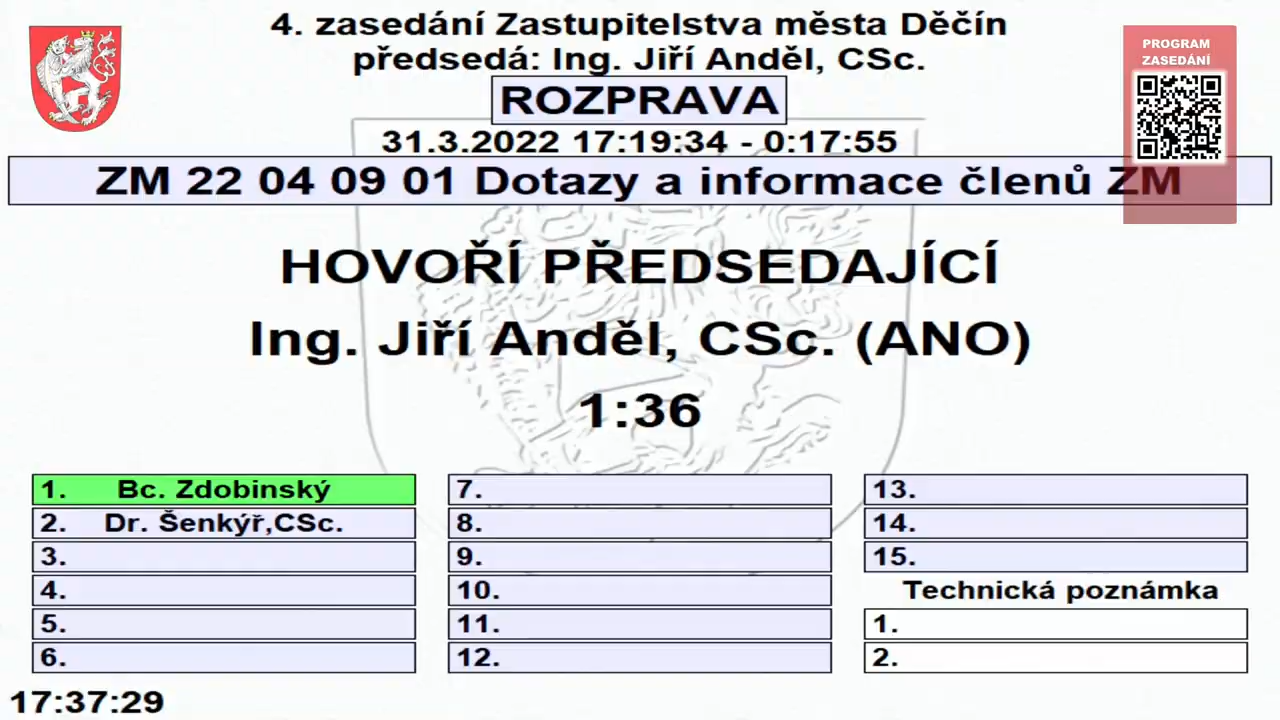 4. zasedání Zastupitelstva města Děčín
předsedá: Ing. Jiří Anděl, CSc.
PROGRAM
ZASEDÁNÍ
ROZPRAVA
31.3.2022 17:19:34 - 0:17:55
ZM 22 04 09 01 Dotazy a informace členů ZM
HOVOŘÍ PŘEDSEDAJÍCÍ
Ing. Jiří Anděl, CSc. (ANO)
1:36
1. Bc. Zdobinský
2. Dr. Šenkýř,CSc.
3.
4.
5.
6.
7.
8.
9.
10.
11.
12.
13.
14.
15.
Technická poznámka
1.
2.
17:37:29